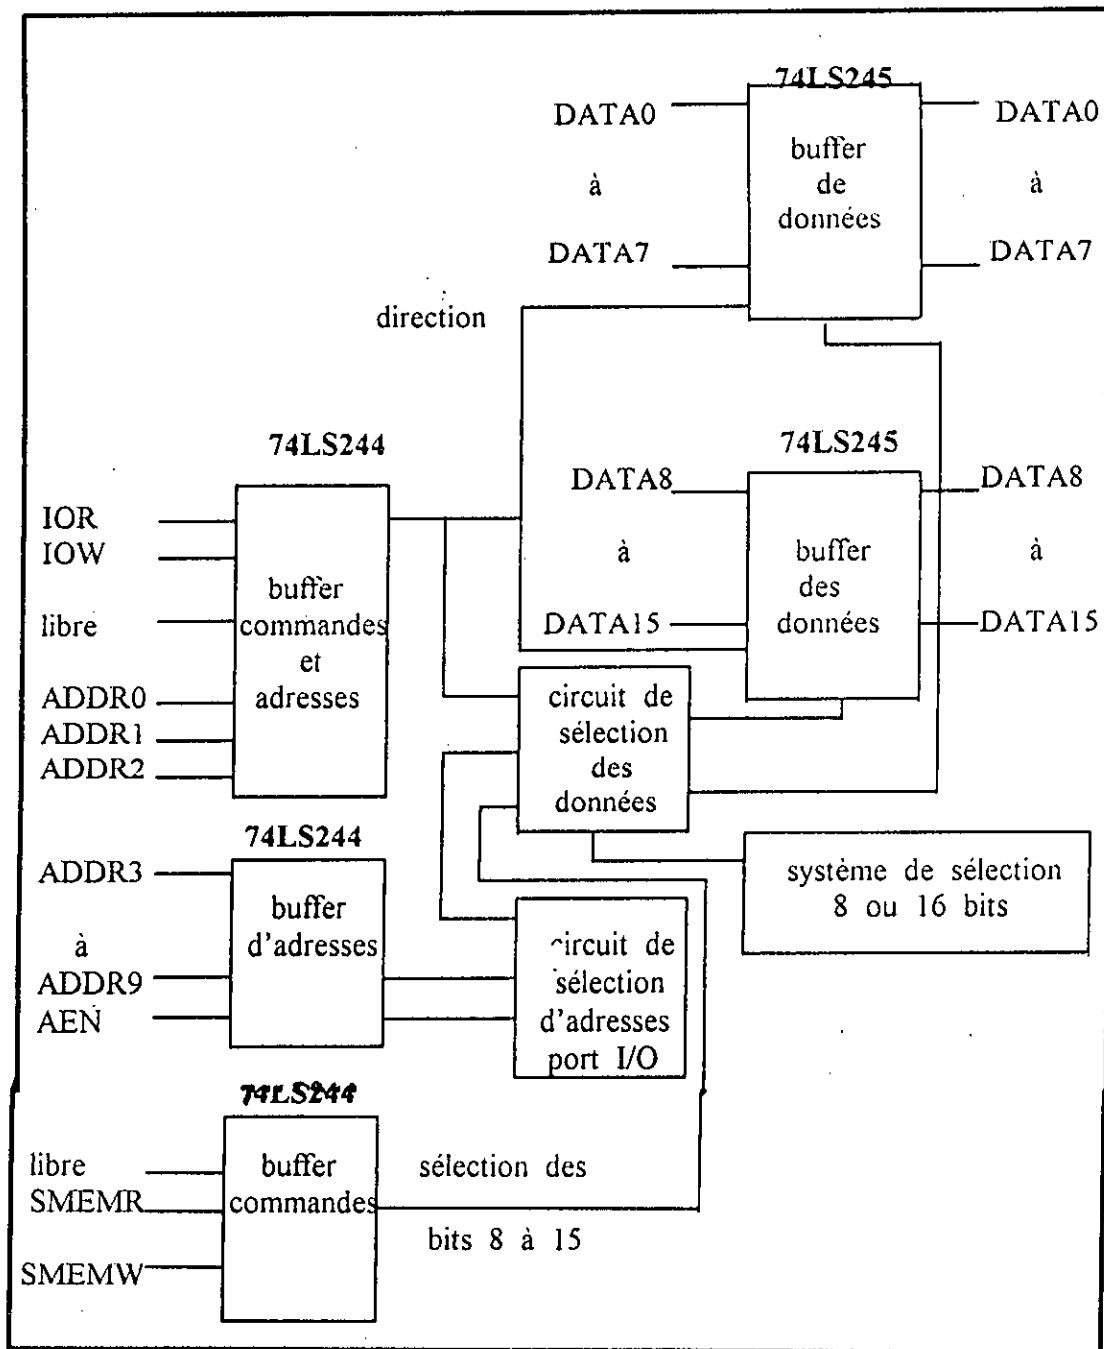 74LS245
DATA0
à
DATA7
buffer
de
données
DATA0
à
DATA7
direction
74LS244
IOR
IOW
libre
ADDR0
ADDR1
ADDR2
buffer
commandes
et
adresses
74LS245
DATA8
à
DATA15
buffer
des
données
DATA8
à
DATA15
circuit de
sélection
des
données
74LS244
ADDR3
à
ADDR9
AEN
buffer
d'adresses
circuit de
sélection
d'adresses
port I/O
système de sélection
8 ou 16 bits
74LS244
libre
SMEMR
SMEMW
buffer
commandes
sélection des
bits 8 à 15